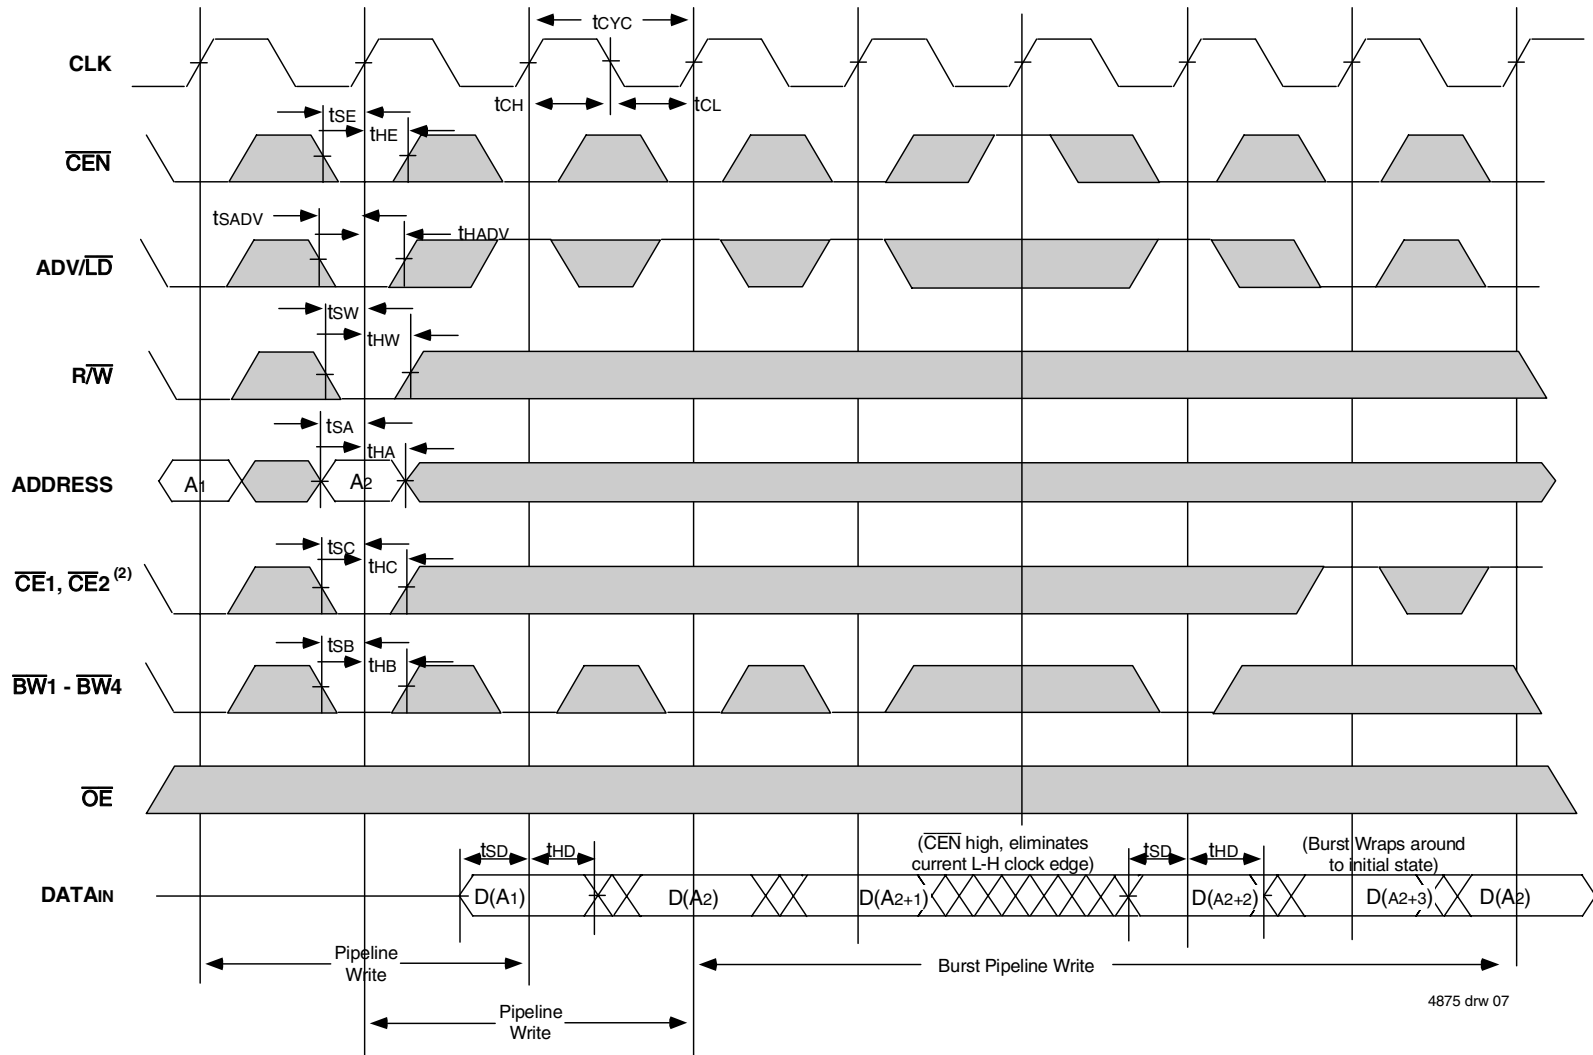 tCYC
CLK
tCH
tCL
tSE
tHE
CEN
tSADV
tHADV
ADV/LD
tSW
tHW
R/W
tSA
tHA
ADDRESS
A1
A2
tSC
tHC
CE1, CE2 (2)
tSB
tHB
BW1 - BW4
OE
(CEN high, eliminates
current L-H clock edge)
(Burst Wraps around
to initial state)
tSD
tHD
tSD
tHD
DATAIN
D(A1)
D(A2)
D(A2+1)
D(A2+2)
D(A2+3)
D(A2)
Pipeline
Write
Burst Pipeline Write
Pipeline
Write
4875 drw 07